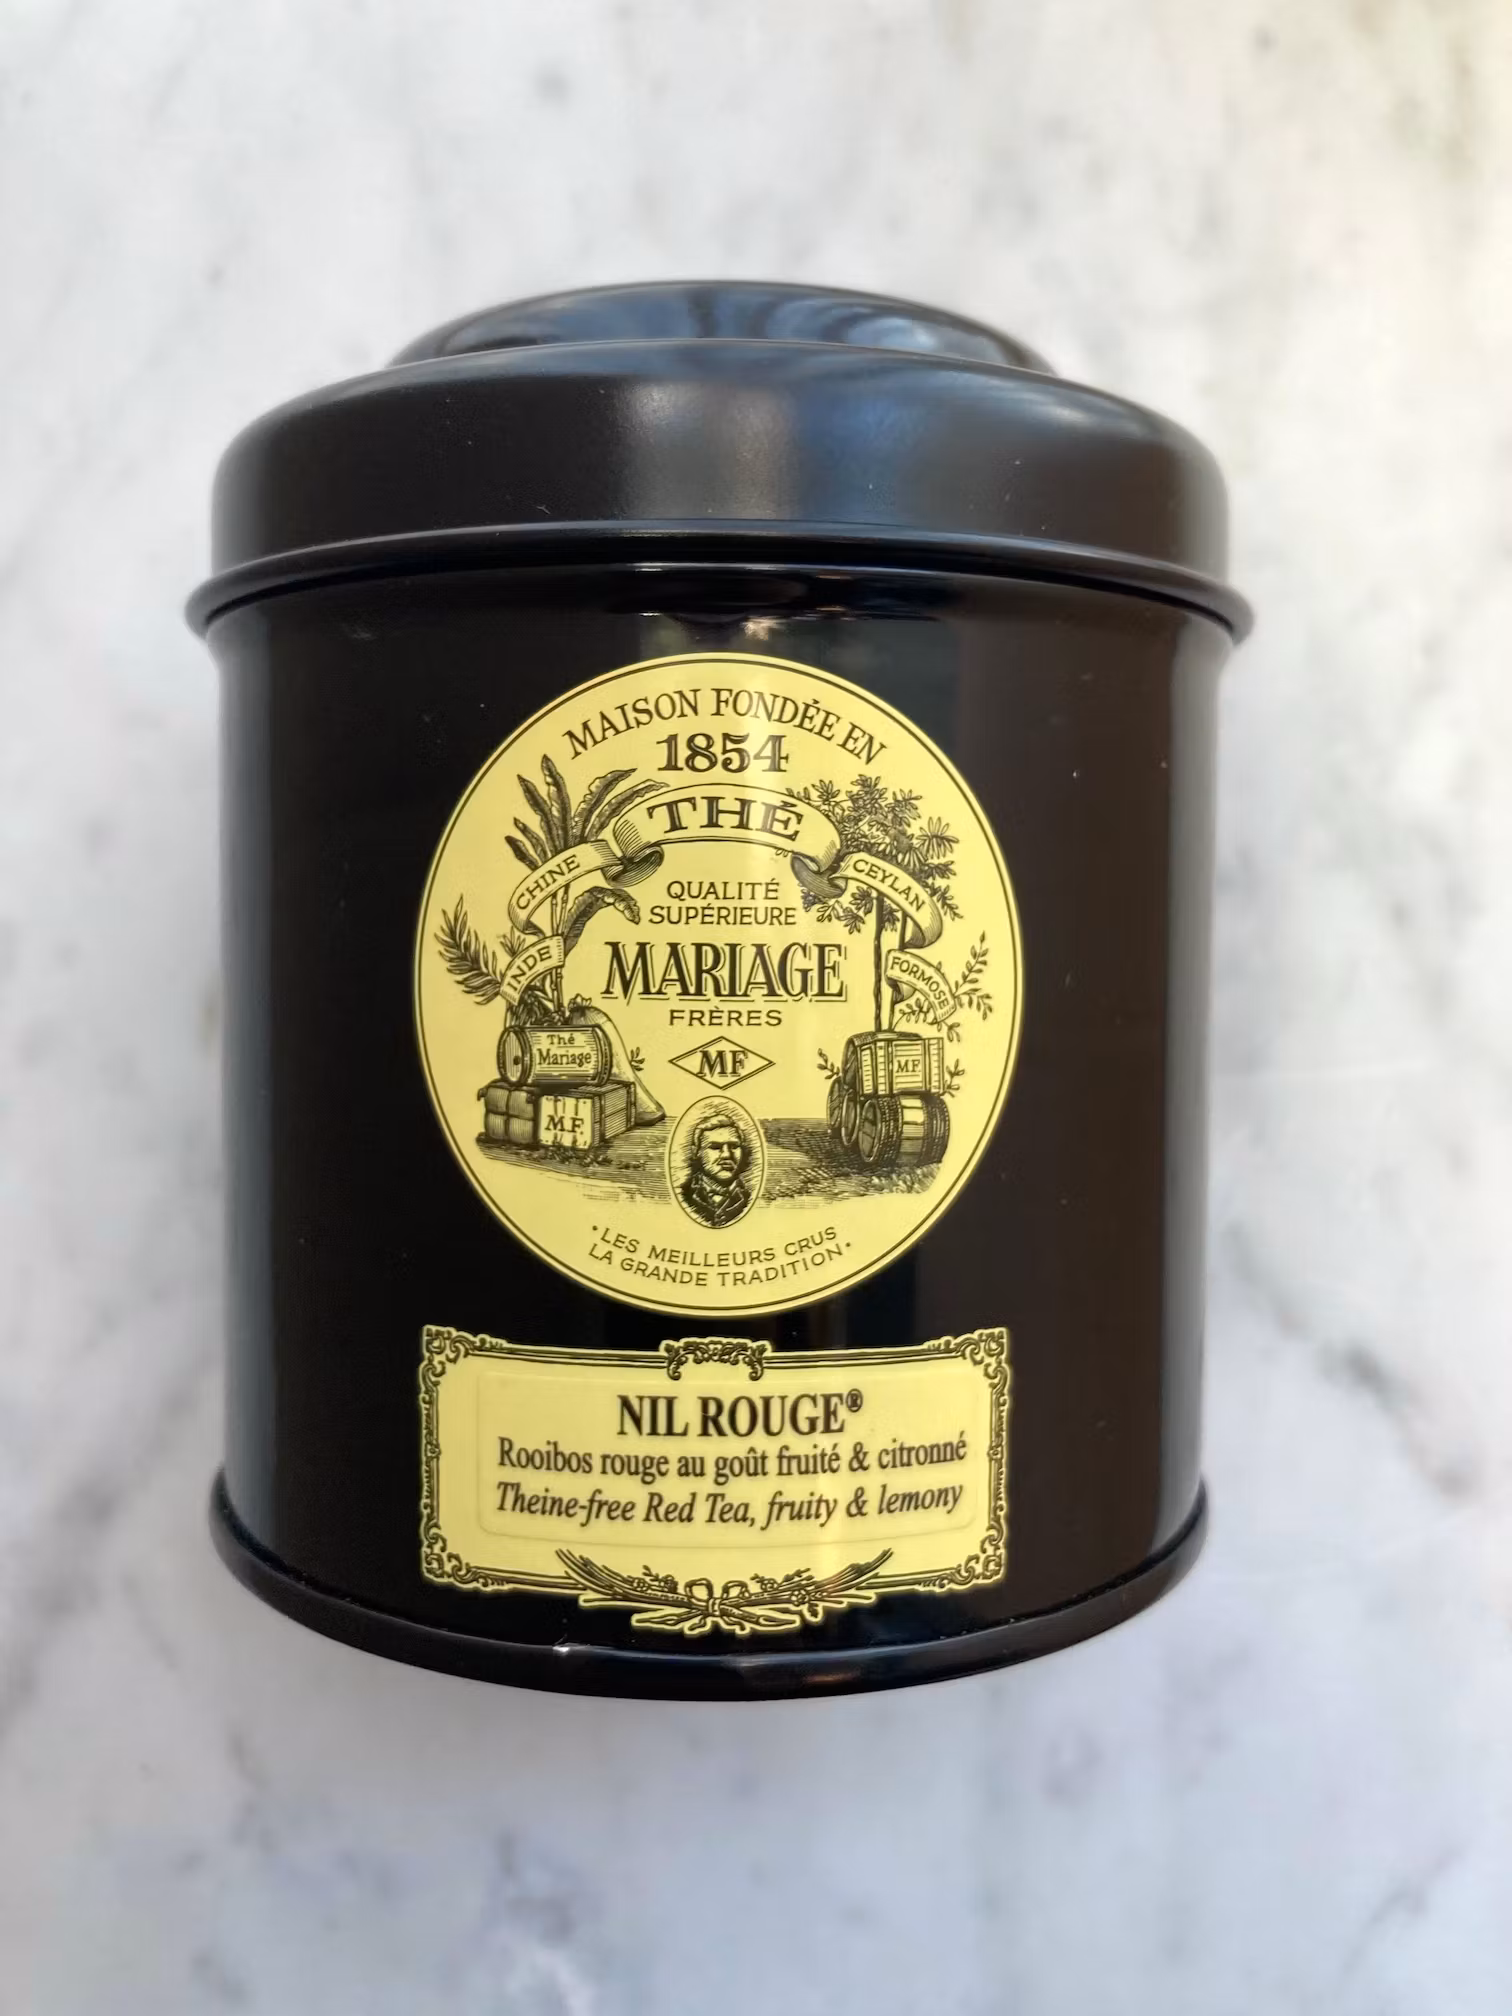 MAISON FONDÉE EN
1854
THÉ
CHINE
CEYLAN
INDE
FORMOSE
QUALITÉ
SUPÉRIEURE
MARIAGE
FRÈRES
MF
Thé
Mariage
M.F.
M.F.
• LES MEILLEURS CRUS
LA GRANDE TRADITION •
NIL ROUGE®
Rooibos rouge au goût fruité & citronné
Theine-free Red Tea, fruity & lemony